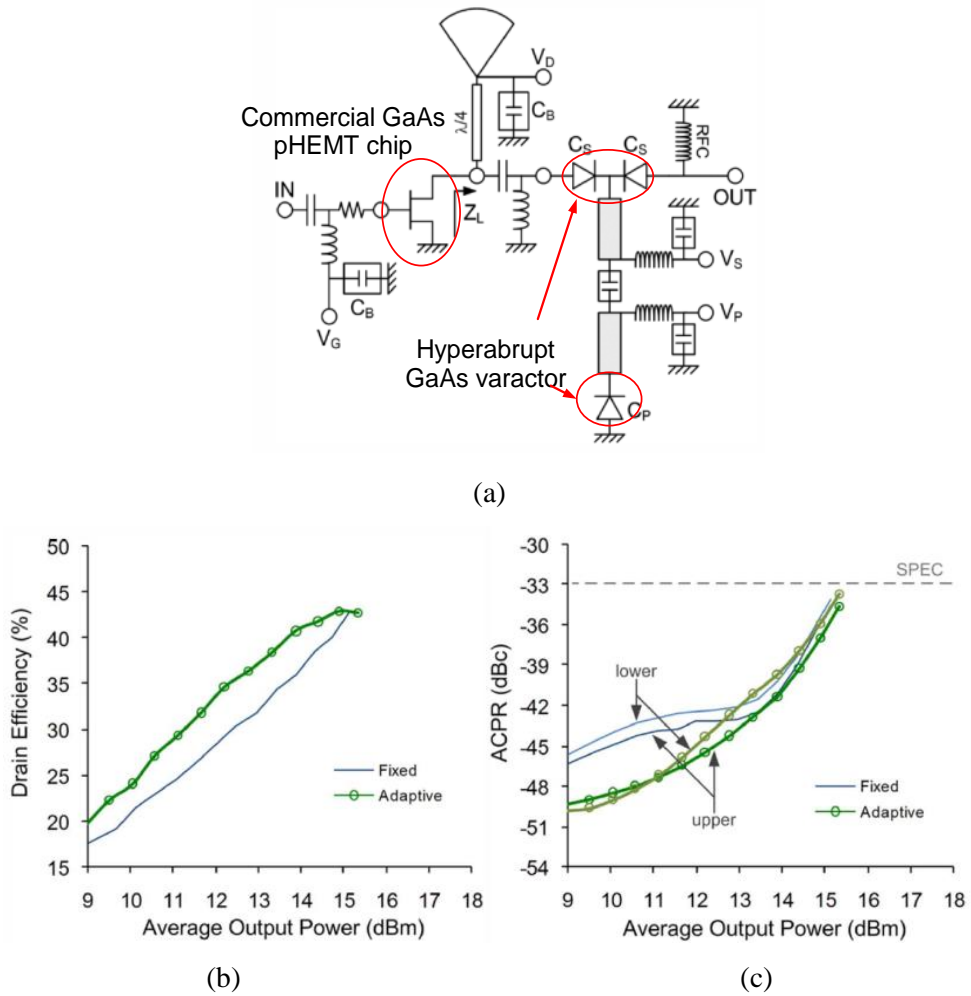 V_D
C_B
λ/4
Commercial GaAs
pHEMT chip
C_S
C_S
RFC
IN
OUT
Z_L
V_S
C_B
V_P
V_G
Hyperabrupt
GaAs varactor
C_P
(a)
50
45
40
35
30
25
20
15
Drain Efficiency (%)
Fixed
Adaptive
9 10 11 12 13 14 15 16 17 18
Average Output Power (dBm)
(b)
-30
-33
-36
-39
-42
-45
-48
-51
-54
ACPR (dBc)
SPEC
lower
upper
Fixed
Adaptive
9 10 11 12 13 14 15 16 17 18
Average Output Power (dBm)
(c)